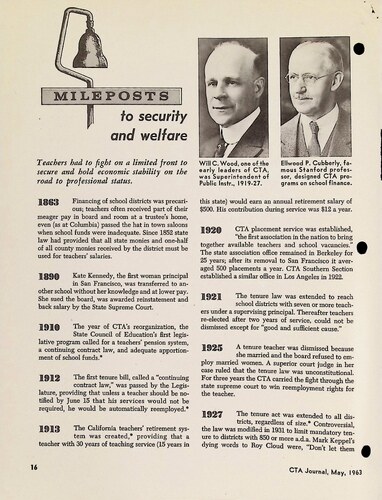 MILEPOSTS
to security
and welfare
Will C. Wood, one of the
early leaders of CTA,
was Superintendent of
Public Instr., 1919-27.
Ellwood P. Cubberly, fa-
mous Stanford profes-
sor, designed CTA pro-
grams on school finance.
Teachers had to fight on a limited front to
secure and hold economic stability on the
road to professional status.
1863 Financing of school districts was precari-
ous; teachers often received part of their
meager pay in board and room at a trustee's home,
even (as at Columbia) passed the hat in town saloons
when school funds were inadequate. Since 1852 state
law had provided that all state monies and one-half
of all county monies received by the district must be
used for teachers' salaries.
1890 Kate Kennedy, the first woman principal
in San Francisco, was transferred to an-
other school without her knowledge and at lower pay.
She sued the board, was awarded reinstatement and
back salary by the State Supreme Court.
1910 The year of CTA's reorganization, the
State Council of Education's first leg-
islative program called for a teachers' pension system,
a continuing contract law, and adequate apportion-
ment of school funds.*
1912 The first tenure bill, called a "continuing
contract law," was passed by the Legis-
lature, providing that unless a teacher should be no-
tified by June 15 that his services would not be
required, he would be automatically reemployed.*
1913 The California teachers' retirement sys-
tem was created,* providing that a
teacher with 30 years of teaching service (15 years in
this state) would earn an annual retirement salary of
$500. His contribution during service was $12 a year.
1920 CTA placement service was established,
"the first association in the nation to bring
together available teachers and school vacancies."
The state association office remained in Berkeley for
25 years; after its removal to San Francisco it aver-
aged 500 placements a year. CTA Southern Section
established a similar office in Los Angeles in 1922.
1921 The tenure law was extended to reach
school districts with seven or more teach-
ers under a supervising principal. Thereafter teachers
re-elected after two years of service, could not be
dismissed except for "good and sufficient cause."
1925 A tenure teacher was dismissed because
she married and the board refused to em-
ploy married women. A superior court judge in her
case ruled that the tenure law was unconstitutional.
For three years the CTA carried the fight through the
state supreme court to win reemployment rights for the
teacher.
1927 The tenure act was extended to all dis-
tricts, regardless of size.* Controversial,
the law was modified in 1931 to limit mandatory ten-
ure to districts with 850 or more a.d.a. Mark Keppel's
dying words to Roy Cloud were, "Don't let them
16
CTA Journal, May, 1963